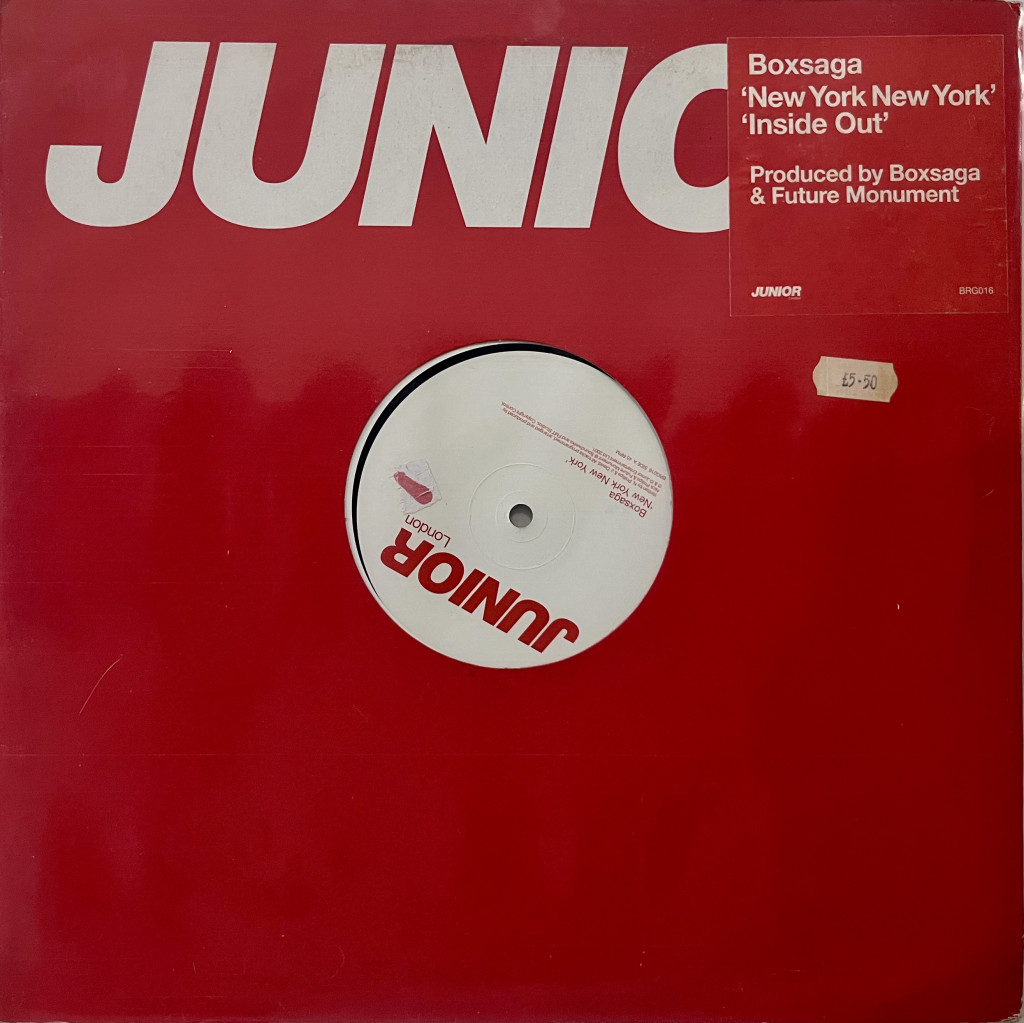 JUNIO
Boxsaga
‘New York New York’
‘Inside Out’
Produced by Boxsaga
& Future Monument
JUNIOR
BRG016
£5·50
JUNIOR
London
Boxsaga
‘New York New York’